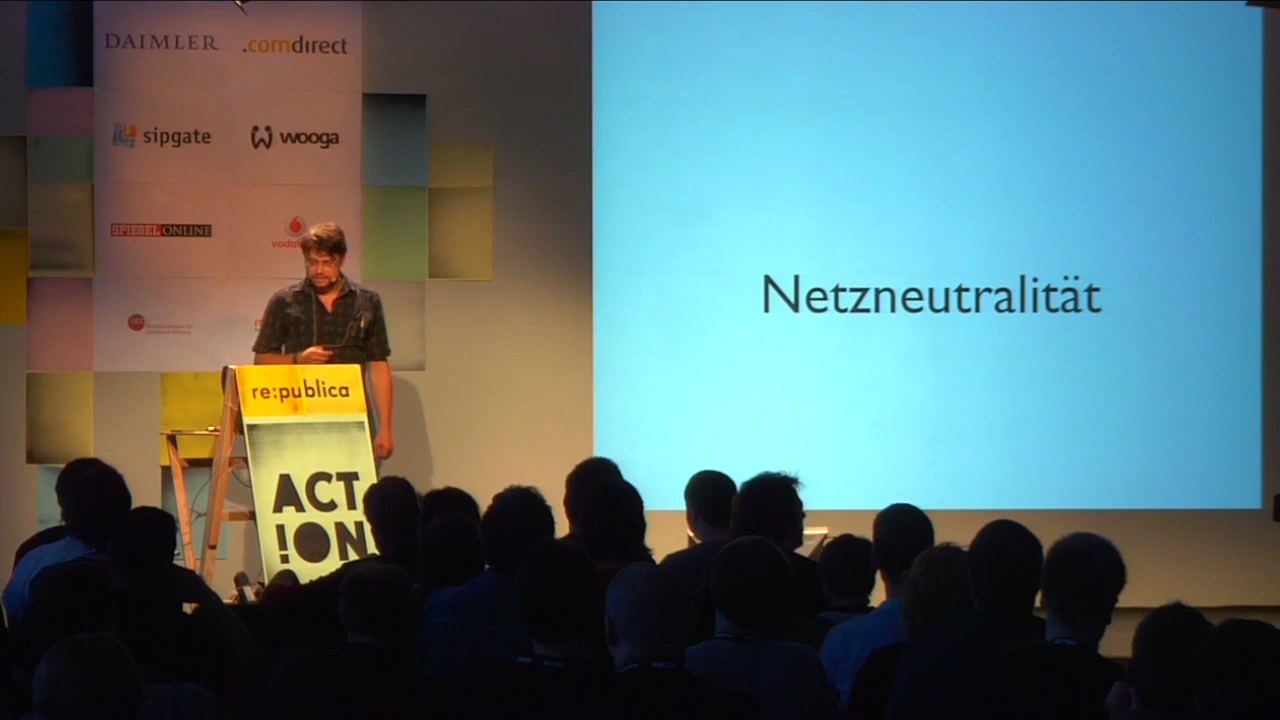 DAIMLER
.comdirect
sipgate
wooga
SPIEGEL ONLINE
re:publica
ACT
!ON
Netzneutralität